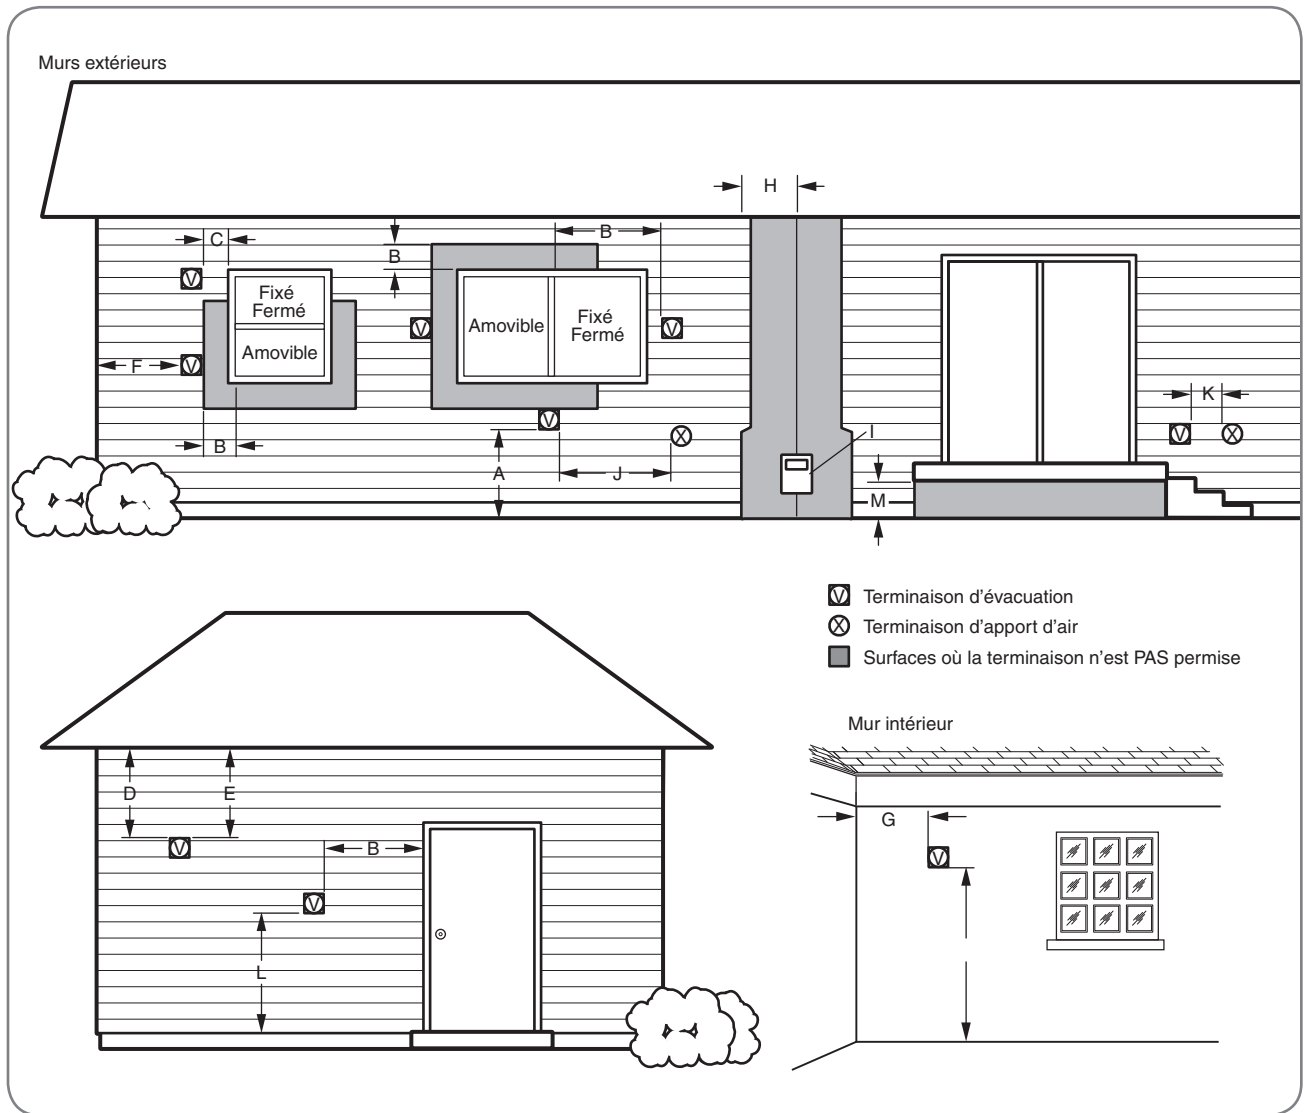 Murs extérieurs
H
C
B
B
V
Fixé
Fermé
Amovible
Fixé
Fermé
V
V
Amovible
F
V
K
B
V
X
V
X
I
A
J
M
V Terminaison d'évacuation
X Terminaison d'apport d'air
Surfaces où la terminaison n'est PAS permise
Mur intérieur
D
E
G
V
B
V
V
L